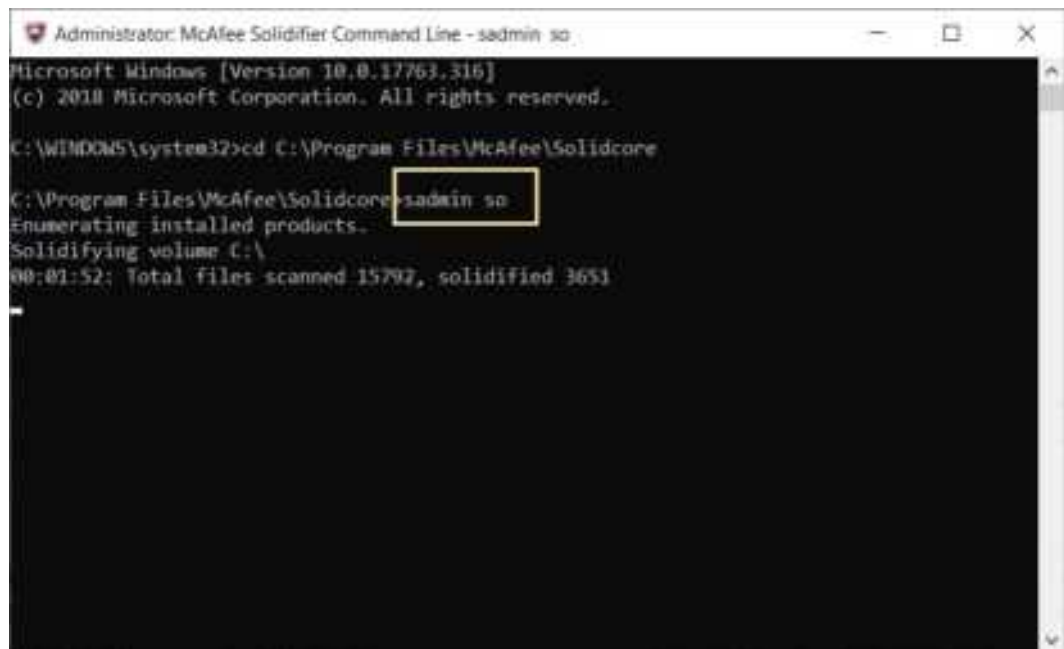 Administrator: McAfee Solidifier Command Line - sadmin so
Microsoft Windows [Version 10.0.17763.316]
(c) 2018 Microsoft Corporation. All rights reserved.
C:\WINDOWS\system32>cd C:\Program Files\McAfee\Solidcore
C:\Program Files\McAfee\Solidcore>sadmin so
Enumerating installed products.
Solidifying volume C:\
00:01:52: Total files scanned 15792, solidified 3653